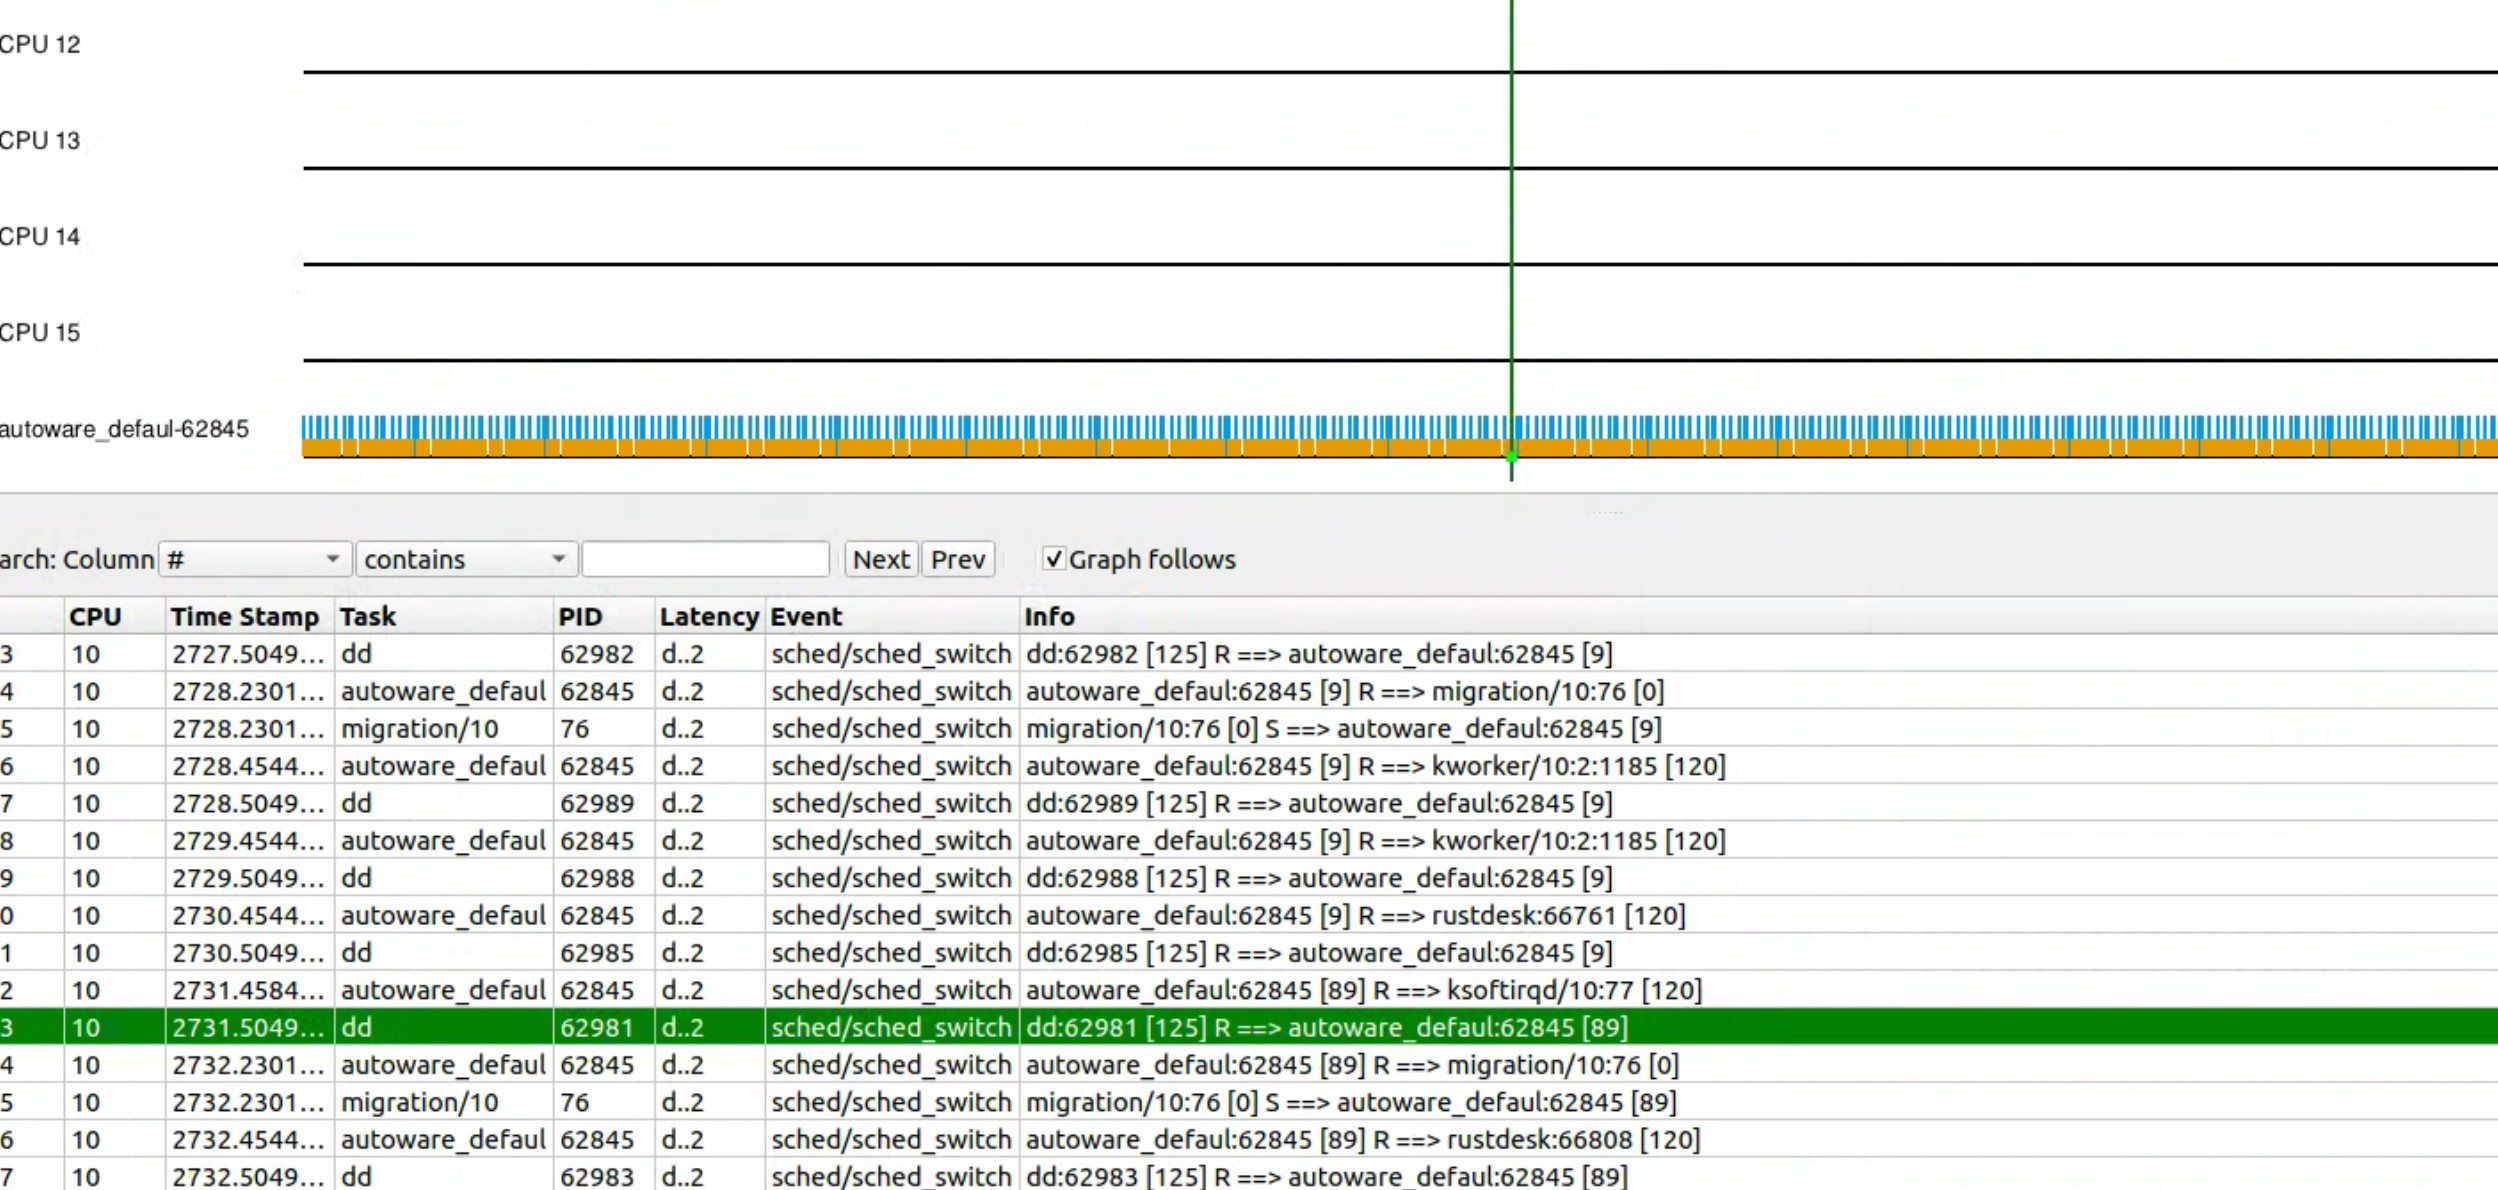 CPU 12
CPU 13
CPU 14
CPU 15
autoware_defaul-62845
arch: Column # contains Next Prev Graph follows
CPU Time Stamp Task PID Latency Event Info
3 10 2727.5049... dd 62982 d..2 sched/sched_switch dd:62982 [125] R ==> autoware_defaul:62845 [9]
4 10 2728.2301... autoware_defaul 62845 d..2 sched/sched_switch autoware_defaul:62845 [9] R ==> migration/10:76 [0]
5 10 2728.2301... migration/10 76 d..2 sched/sched_switch migration/10:76 [0] S ==> autoware_defaul:62845 [9]
6 10 2728.4544... autoware_defaul 62845 d..2 sched/sched_switch autoware_defaul:62845 [9] R ==> kworker/10:2:1185 [120]
7 10 2728.5049... dd 62989 d..2 sched/sched_switch dd:62989 [125] R ==> autoware_defaul:62845 [9]
8 10 2729.4544... autoware_defaul 62845 d..2 sched/sched_switch autoware_defaul:62845 [9] R ==> kworker/10:2:1185 [120]
9 10 2729.5049... dd 62988 d..2 sched/sched_switch dd:62988 [125] R ==> autoware_defaul:62845 [9]
0 10 2730.4544... autoware_defaul 62845 d..2 sched/sched_switch autoware_defaul:62845 [9] R ==> rustdesk:66761 [120]
1 10 2730.5049... dd 62985 d..2 sched/sched_switch dd:62985 [125] R ==> autoware_defaul:62845 [9]
2 10 2731.4584... autoware_defaul 62845 d..2 sched/sched_switch autoware_defaul:62845 [89] R ==> ksoftirqd/10:77 [120]
3 10 2731.5049... dd 62981 d..2 sched/sched_switch dd:62981 [125] R ==> autoware_defaul:62845 [89]
4 10 2732.2301... autoware_defaul 62845 d..2 sched/sched_switch autoware_defaul:62845 [89] R ==> migration/10:76 [0]
5 10 2732.2301... migration/10 76 d..2 sched/sched_switch migration/10:76 [0] S ==> autoware_defaul:62845 [89]
6 10 2732.4544... autoware_defaul 62845 d..2 sched/sched_switch autoware_defaul:62845 [89] R ==> rustdesk:66808 [120]
7 10 2732.5049... dd 62983 d..2 sched/sched_switch dd:62983 [125] R ==> autoware_defaul:62845 [89]